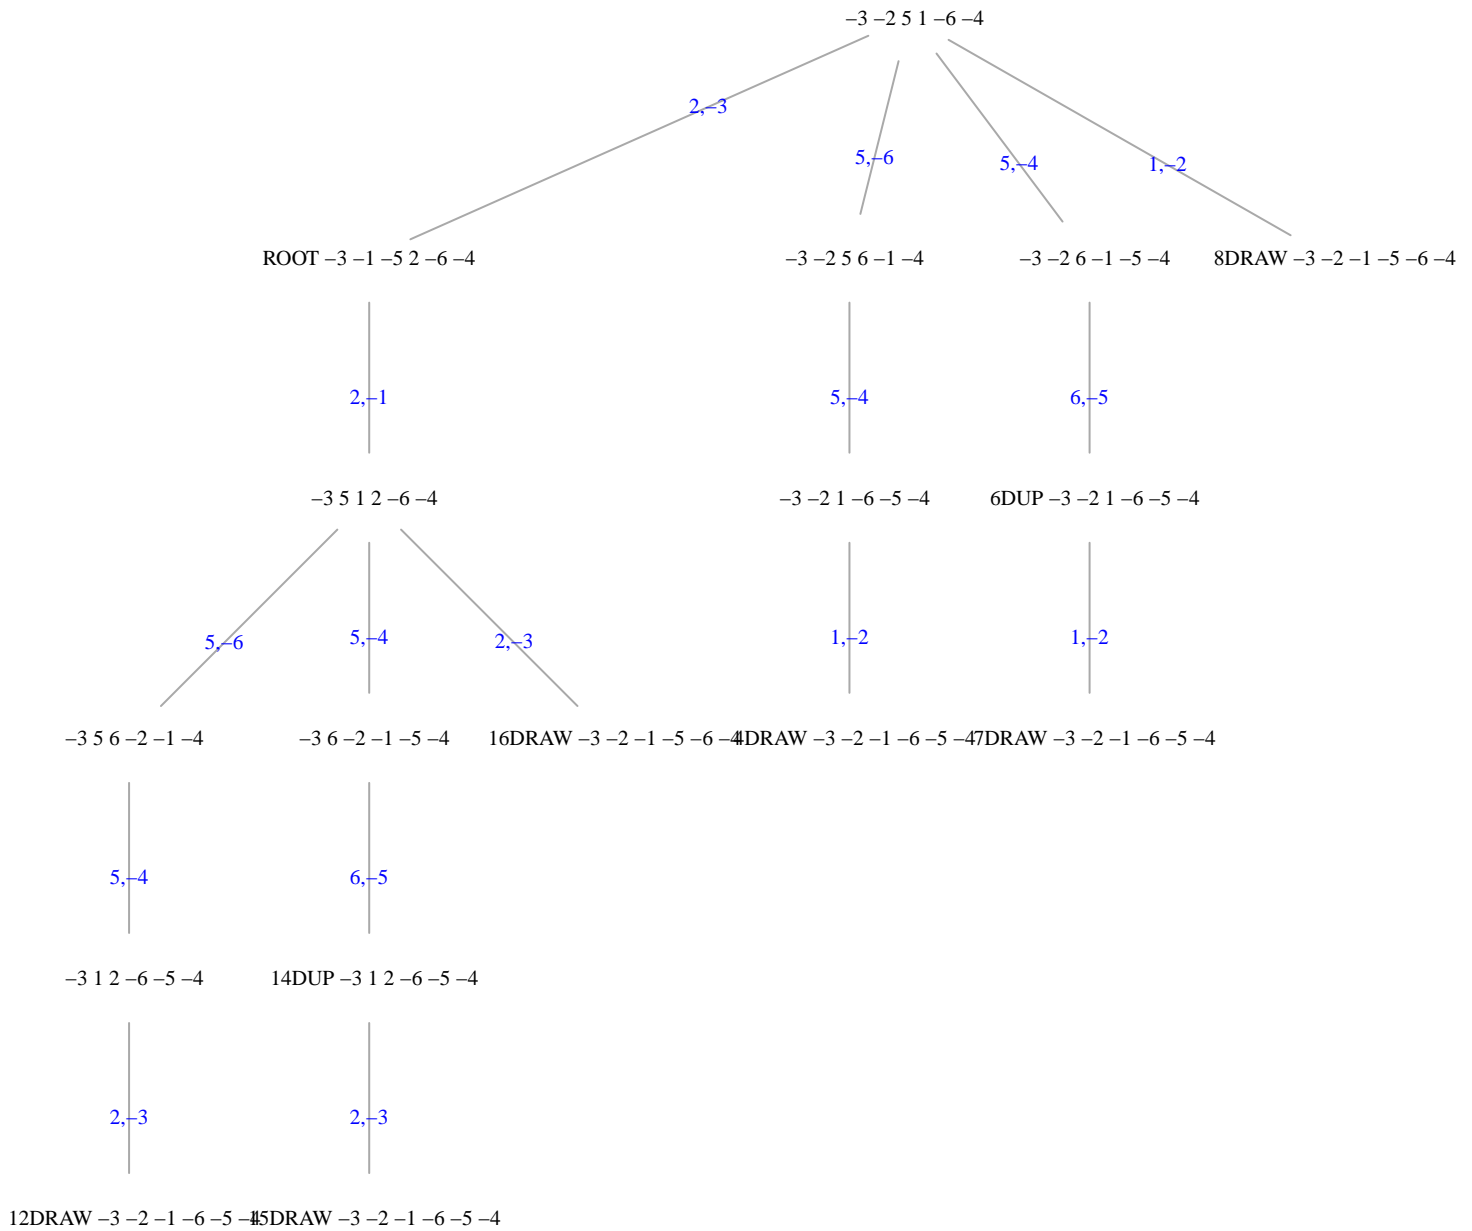 –3 –2 5 1 –6 –4
2,–3
5,–6 5,–4 1,–2
ROOT –3 –1 –5 2 –6 –4 –3 –2 5 6 –1 –4 –3 –2 6 –1 –5 –4 8DRAW –3 –2 –1 –5 –6 –4
2,–1 5,–4 6,–5
–3 5 1 2 –6 –4 –3 –2 1 –6 –5 –4 6DUP –3 –2 1 –6 –5 –4
5,–6 5,–4 2,–3 1,–2 1,–2
–3 5 6 –2 –1 –4 –3 6 –2 –1 –5 –4 16DRAW –3 –2 –1 –5 –6 –4 4DRAW –3 –2 –1 –6 –5 –4 7DRAW –3 –2 –1 –6 –5 –4
5,–4 6,–5
–3 1 2 –6 –5 –4 14DUP –3 1 2 –6 –5 –4
2,–3 2,–3
12DRAW –3 –2 –1 –6 –5 –4 15DRAW –3 –2 –1 –6 –5 –4